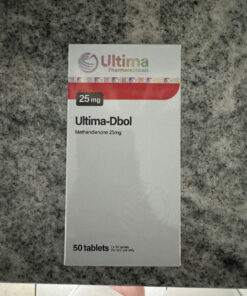 Ultima
Pharmaceuticals
25 mg
Ultima-Dbol
Methandienone 25mg
50 tablets